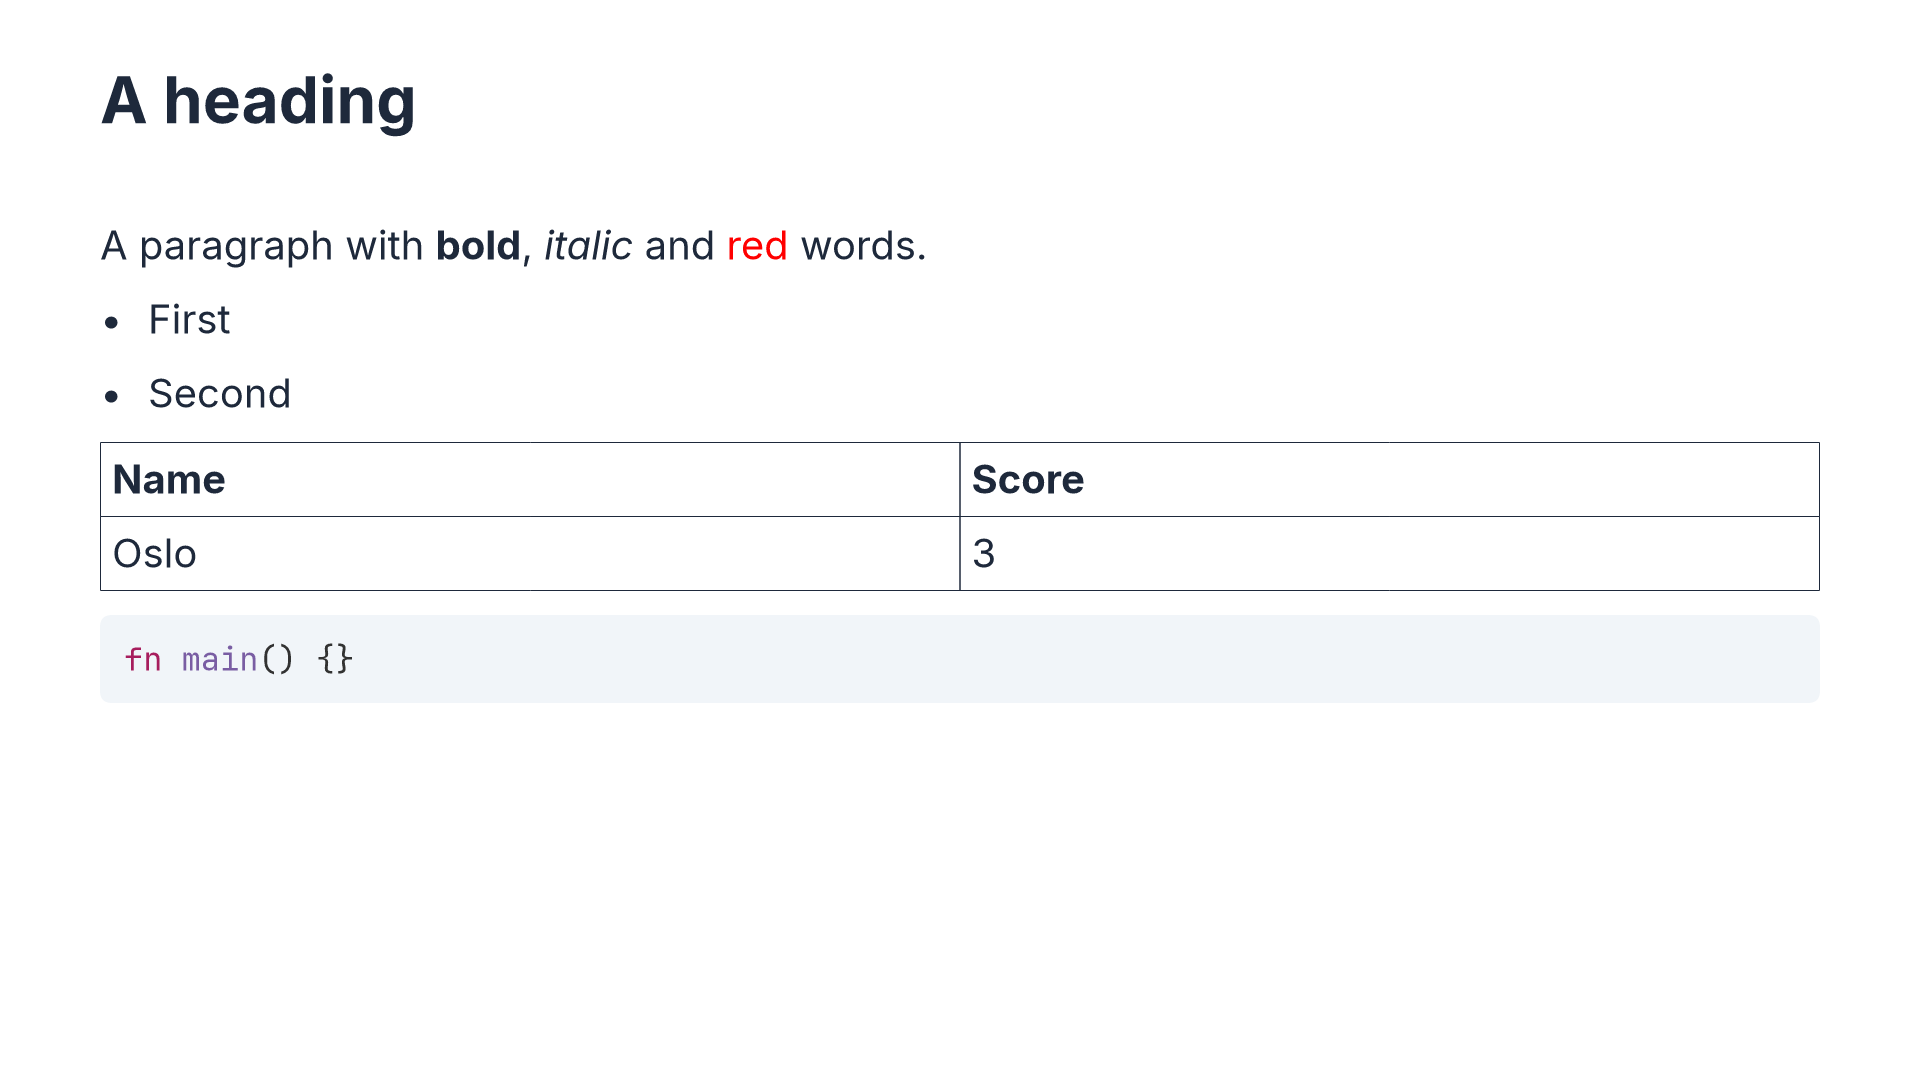 A heading
A paragraph with bold, italic and red words.
• First
• Second
Name Score
Oslo 3
fn main() {}